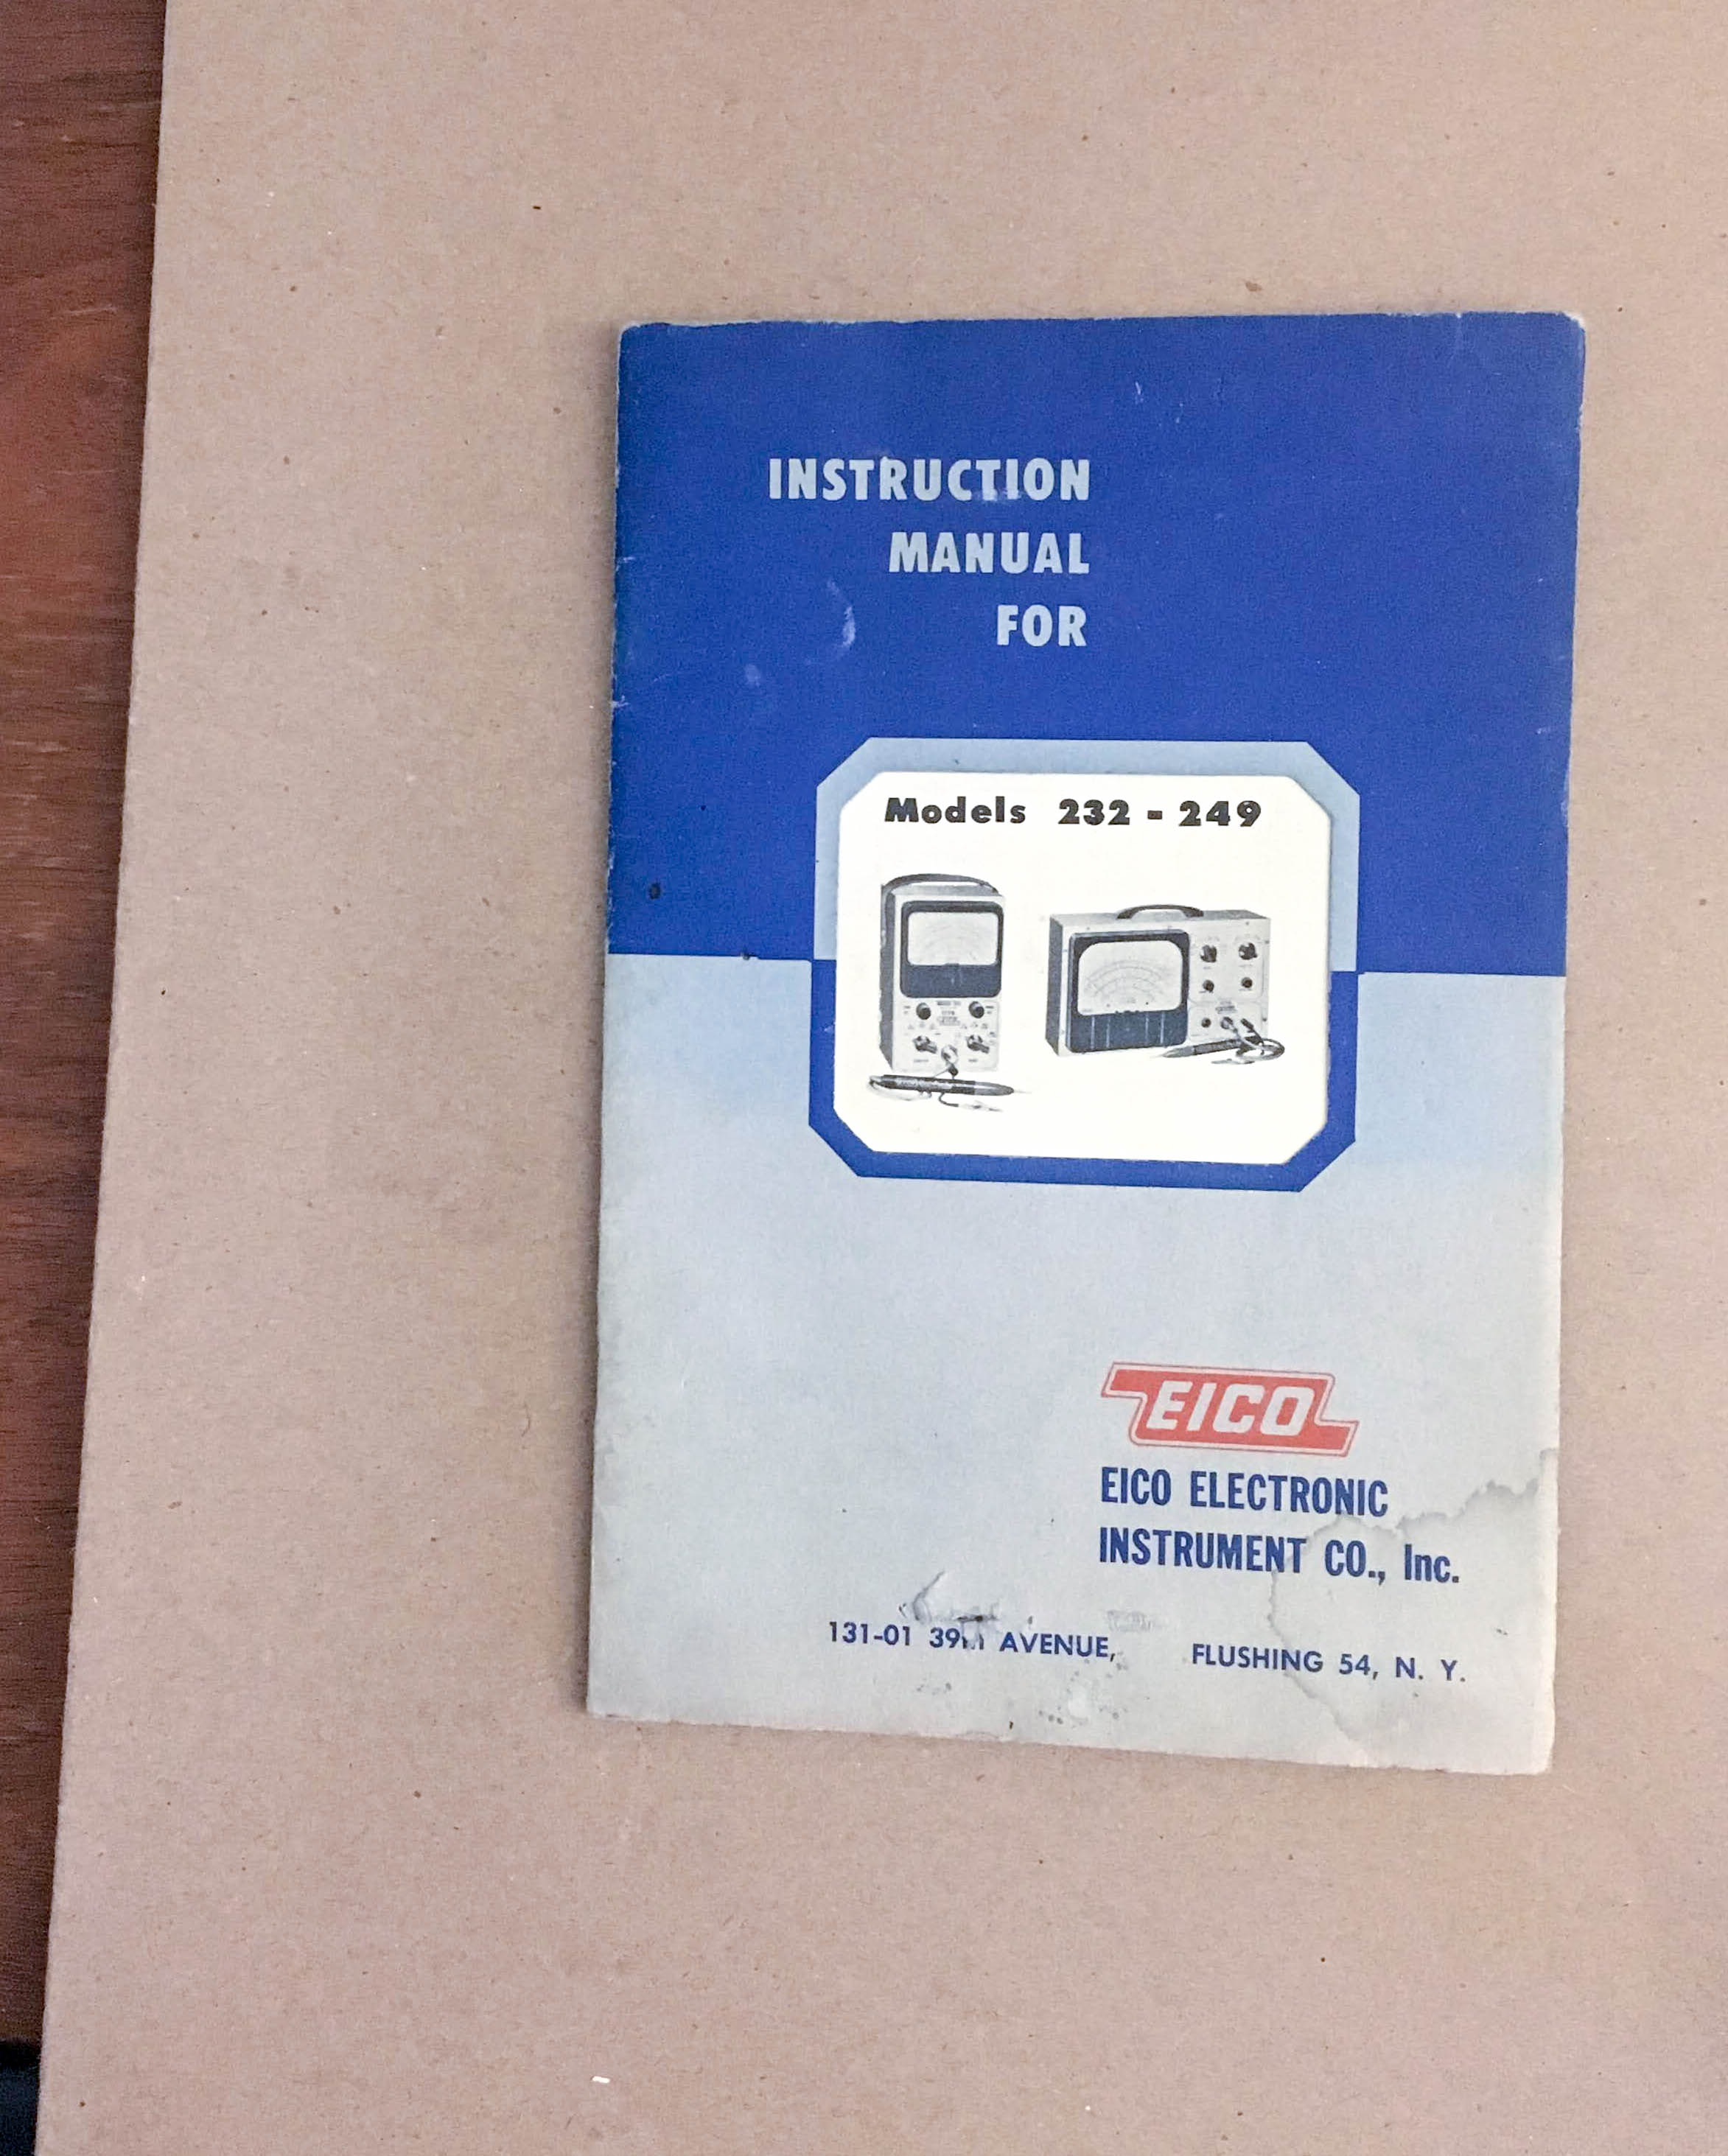 INSTRUCTION
MANUAL
FOR
Models 232 - 249
EICO
EICO ELECTRONIC
INSTRUMENT CO., Inc.
131-01 AVENUE, FLUSHING 54, N. Y.